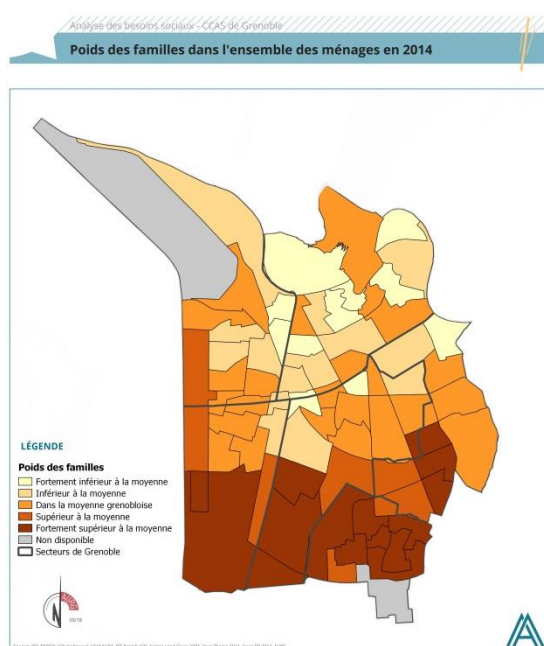 Analyse des besoins sociaux - CCAS de Grenoble
Poids des familles dans l'ensemble des ménages en 2014
LÉGENDE
Poids des familles
Fortement inférieur à la moyenne
Inférieur à la moyenne
Dans la moyenne grenobloise
Supérieur à la moyenne
Fortement supérieur à la moyenne
Non disponible
Secteurs de Grenoble
N